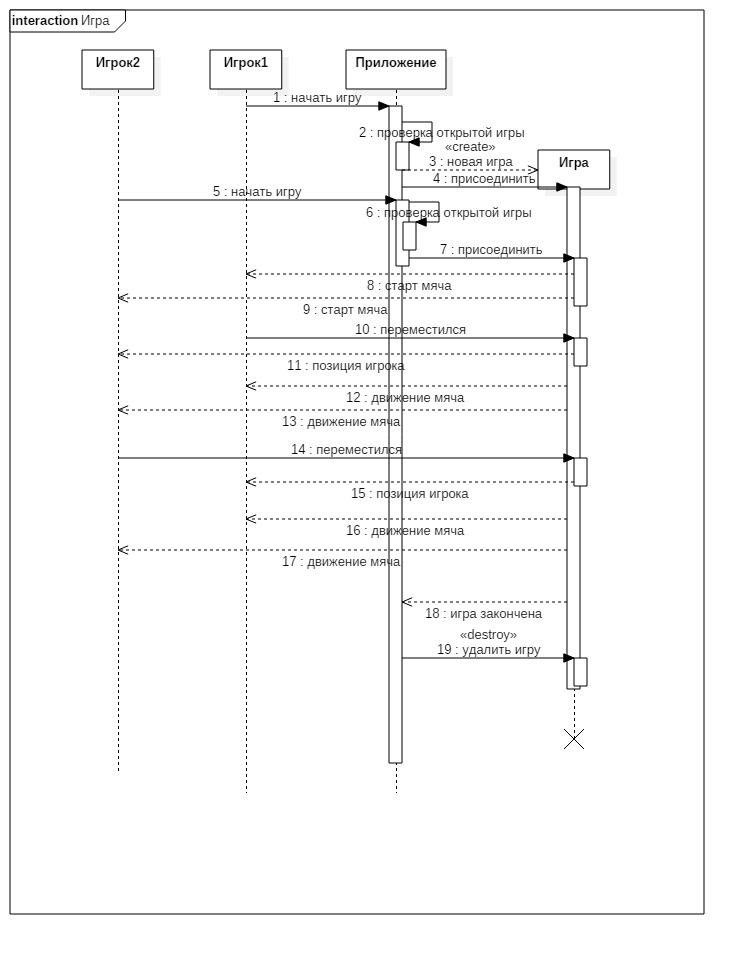 interaction Игра
Игрок2
Игрок1
Приложение
1 : начать игру
2 : проверка открытой игры
«create»
3 : новая игра
Игра
4 : присоединить
5 : начать игру
6 : проверка открытой игры
7 : присоединить
8 : старт мяча
9 : старт мяча
10 : переместился
11 : позиция игрока
12 : движение мяча
13 : движение мяча
14 : переместился
15 : позиция игрока
16 : движение мяча
17 : движение мяча
18 : игра закончена
«destroy»
19 : удалить игру